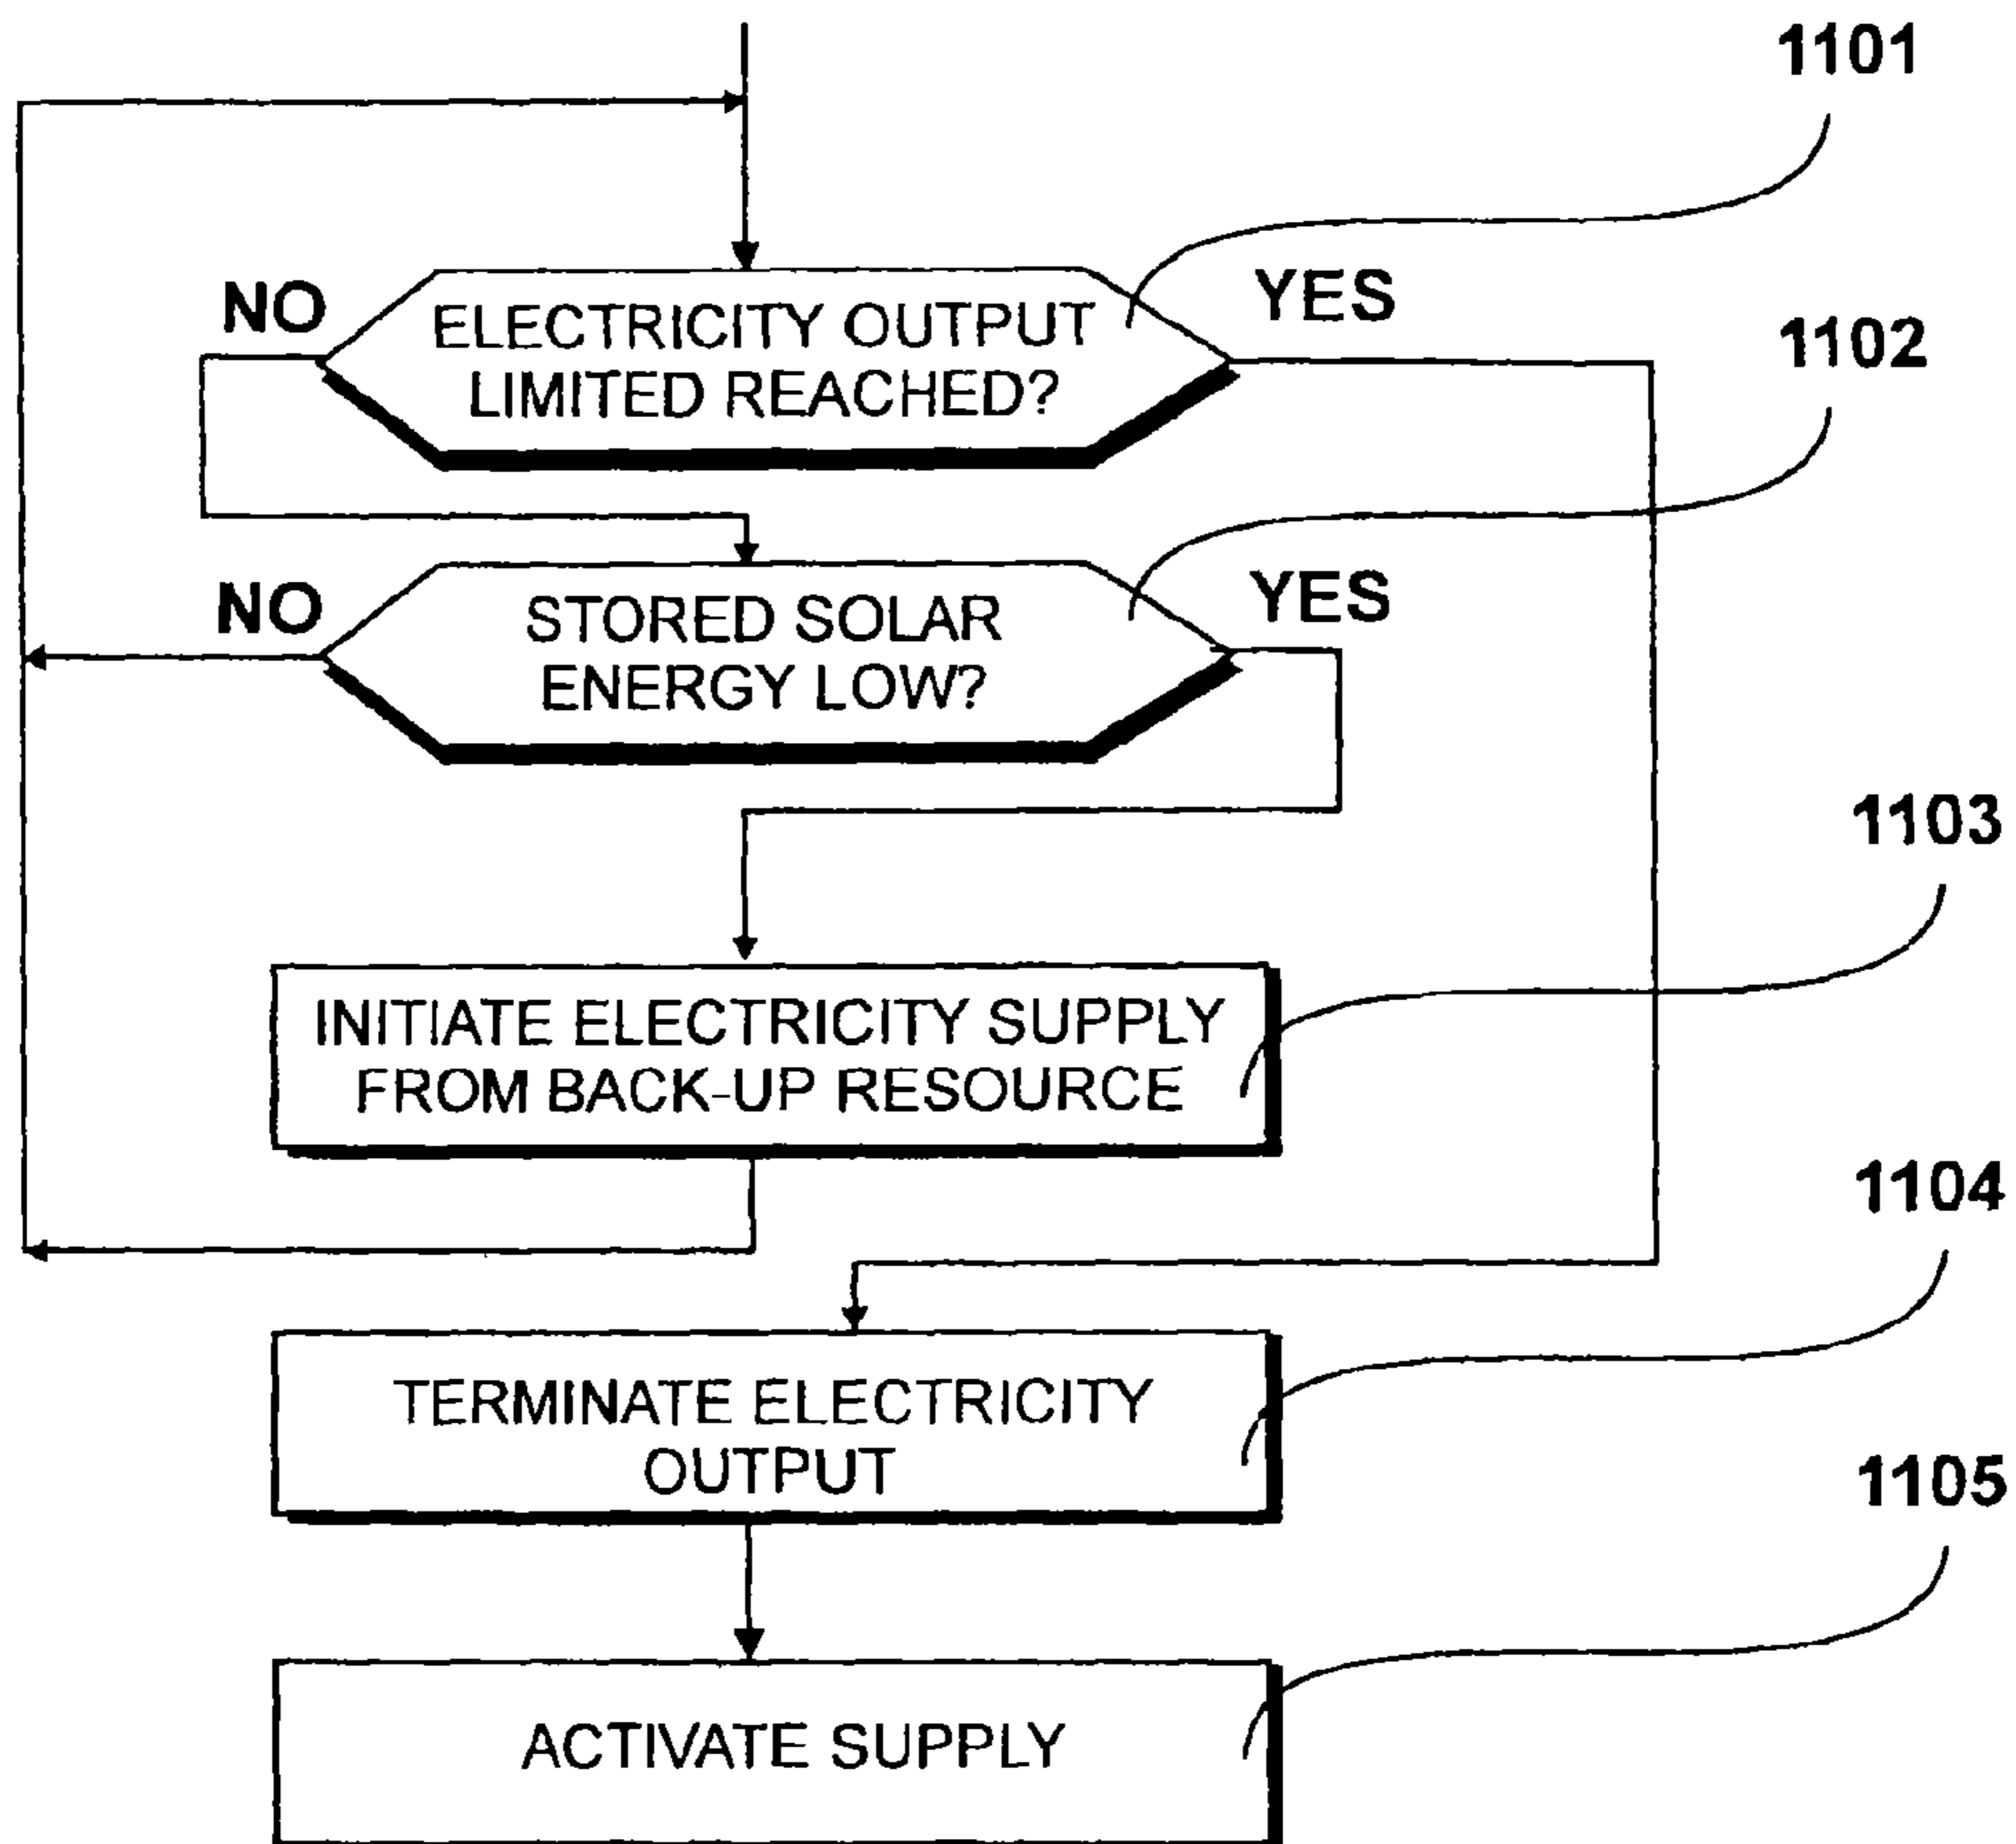 1101
NO
ELECTRICITY OUTPUT
LIMITED REACHED?
YES
1102
NO
STORED SOLAR
ENERGY LOW?
YES
1103
INITIATE ELECTRICITY SUPPLY
FROM BACK-UP RESOURCE
1104
TERMINATE ELECTRICITY
OUTPUT
1105
ACTIVATE SUPPLY